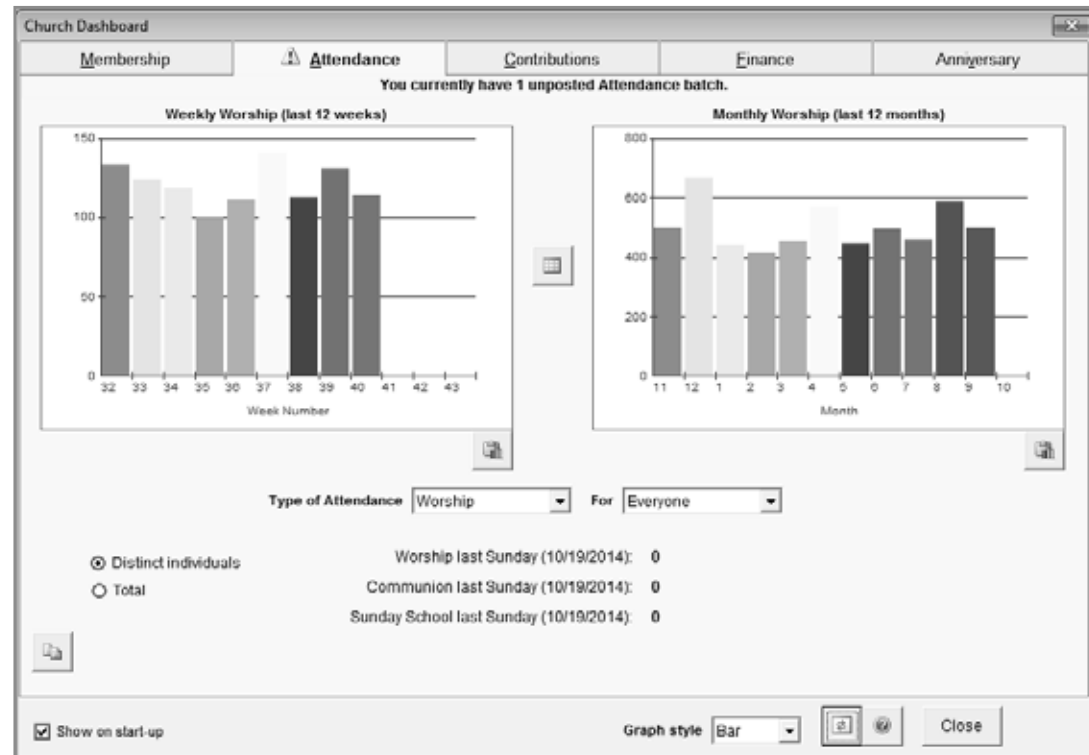 Church Dashboard
Membership Attendance Contributions Finance Anniversary
You currently have 1 unposted Attendance batch.
Weekly Worship (last 12 weeks)
150
100
50
0
32 33 34 35 36 37 38 39 40 41 42 43
Week Number
Monthly Worship (last 12 months)
800
600
400
200
0
11 12 1 2 3 4 5 6 7 8 9 10
Month
Type of Attendance Worship For Everyone
Distinct individuals
Total
Worship last Sunday (10/19/2014): 0
Communion last Sunday (10/19/2014): 0
Sunday School last Sunday (10/19/2014): 0
Show on start-up
Graph style Bar
Close